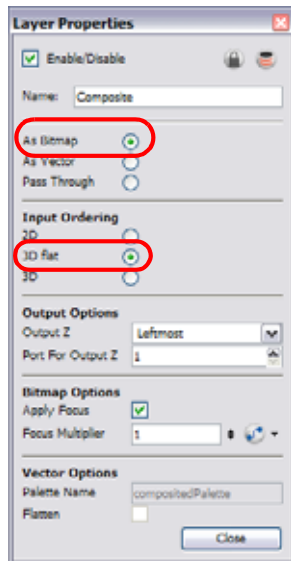 Layer Properties
Enable/Disable
Name: Composite
As Bitmap
As Vector
Pass Through
Input Ordering
2D
3D flat
3D
Output Options
Output Z Leftmost
Port For Output Z 1
Bitmap Options
Apply Focus
Focus Multiplier 1
Vector Options
Palette Name compositedPalette
Flatten
Close